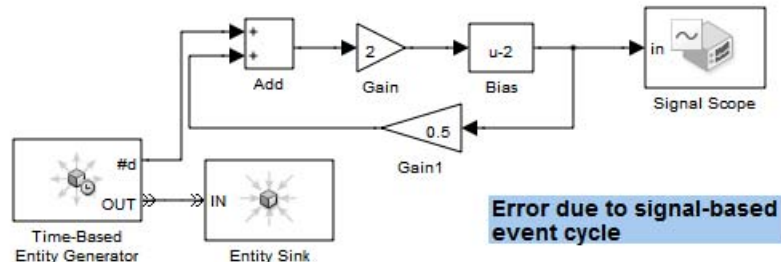 +
+
Add
2
Gain
u-2
Bias
in
Signal Scope
0.5
Gain1
#d
OUT
Time-Based
Entity Generator
IN
Entity Sink
Error due to signal-based
event cycle